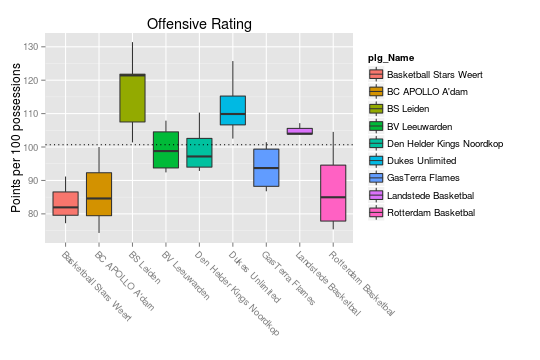 Offensive Rating
Points per 100 possessions
130
120
110
100
90
80
Basketball Stars Weert
BC APOLLO A'dam
BS Leiden
BV Leeuwarden
Den Helder Kings Noordkop
Dukes Unlimited
GasTerra Flames
Landstede Basketbal
Rotterdam Basketbal
plg_Name
Basketball Stars Weert
BC APOLLO A'dam
BS Leiden
BV Leeuwarden
Den Helder Kings Noordkop
Dukes Unlimited
GasTerra Flames
Landstede Basketbal
Rotterdam Basketbal